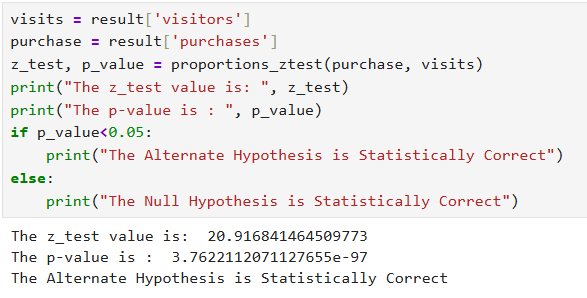 visits = result['visitors']
purchase = result['purchases']
z_test, p_value = proportions_ztest(purchase, visits)
print("The z_test value is: ", z_test)
print("The p-value is : ", p_value)
if p_value<0.05:
    print("The Alternate Hypothesis is Statistically Correct")
else:
    print("The Null Hypothesis is Statistically Correct")
The z_test value is:  20.916841464509773
The p-value is :  3.7622112071127655e-97
The Alternate Hypothesis is Statistically Correct